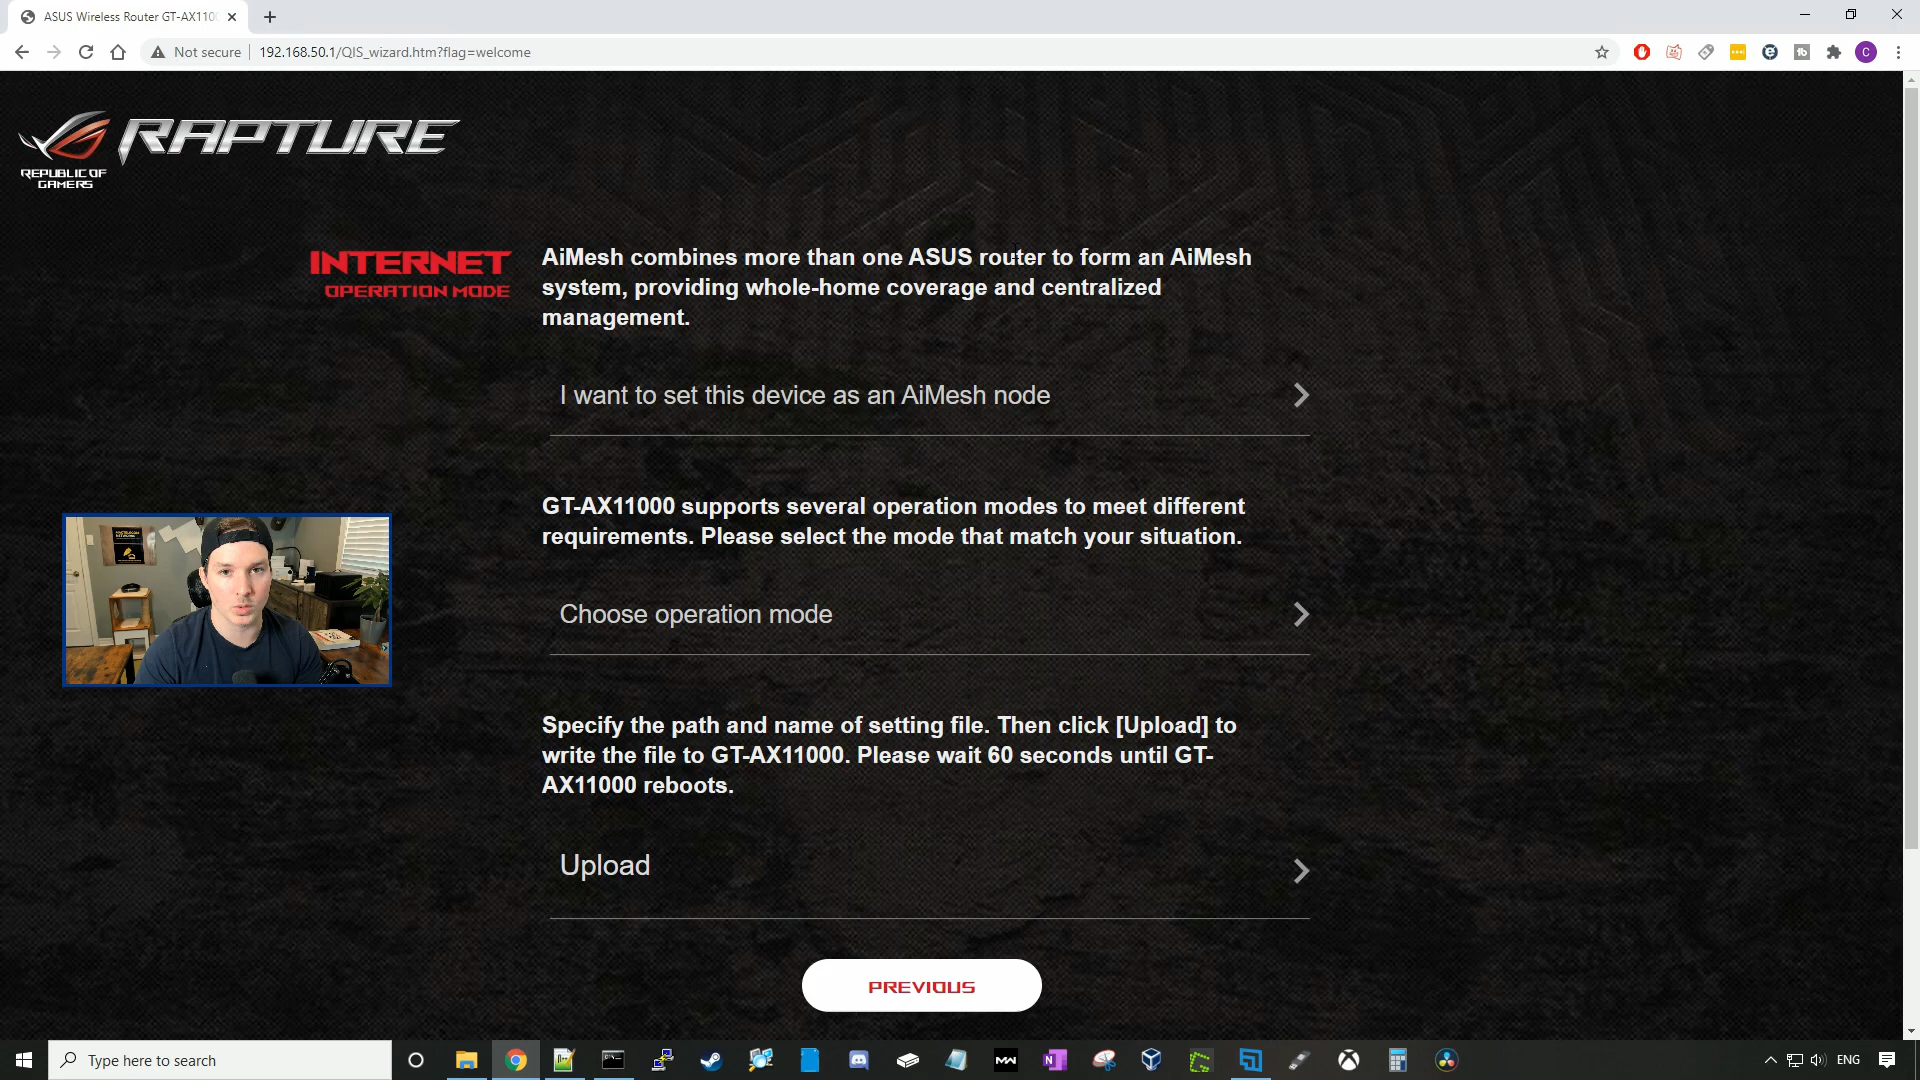 ASUS Wireless Router GT-AX1100
Not secure
192.168.50.1/QIS_wizard.htm?flag=welcome
C
RAPTURE
REPUBLIC OF
GAMERS
INTERNET
OPERATION MODE
AiMesh combines more than one ASUS router to form an AiMesh
system, providing whole-home coverage and centralized
management.
I want to set this device as an AiMesh node
GT-AX11000 supports several operation modes to meet different
requirements. Please select the mode that match your situation.
Choose operation mode
Specify the path and name of setting file. Then click [Upload] to
write the file to GT-AX11000. Please wait 60 seconds until GT-
AX11000 reboots.
Upload
PREVIOUS
Type here to search
ENG